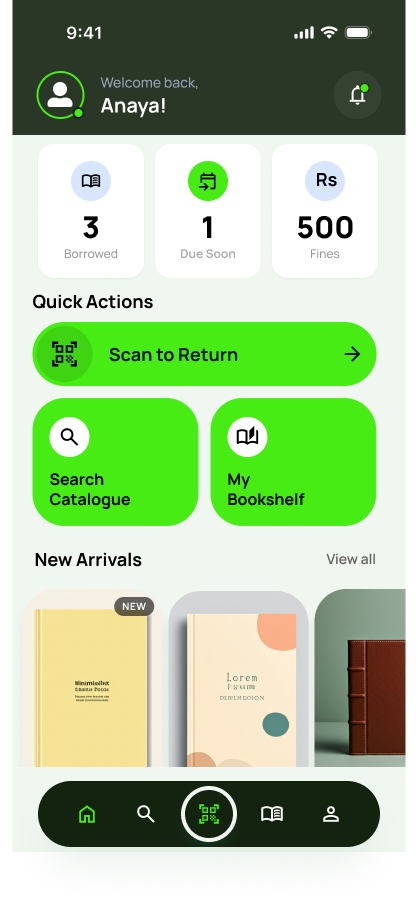 9:41
Welcome back,
Anaya!
Rs
3
1
500
Borrowed
Due Soon
Fines
Quick Actions
Scan to Return
Search
Catalogue
My
Bookshelf
New Arrivals
View all
NEW
Lorem